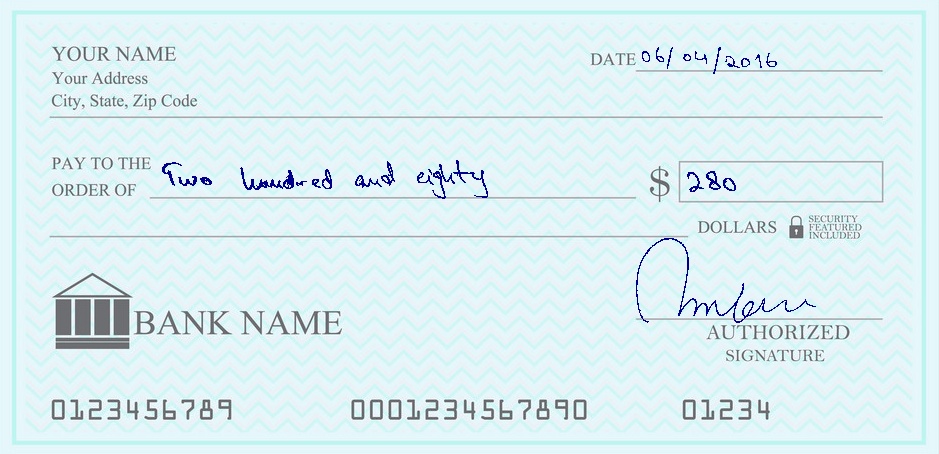 YOUR NAME
Your Address
City, State, Zip Code
DATE 06/04/2016
PAY TO THE
ORDER OF Two hundred and eighty $ 280
DOLLARS SECURITY
FEATURED
INCLUDED
BANK NAME
AUTHORIZED
SIGNATURE
0123456789 0001234567890 01234